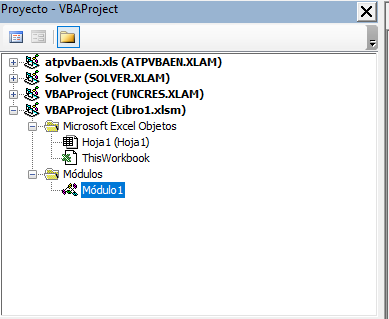 Proyecto - VBAProject
atpvbaen.xls (ATPVBAEN.XLAM)
Solver (SOLVER.XLAM)
VBAProject (FUNCRES.XLAM)
VBAProject (Libro1.xlsm)
Microsoft Excel Objetos
Hoja1 (Hoja1)
ThisWorkbook
Módulos
Módulo1